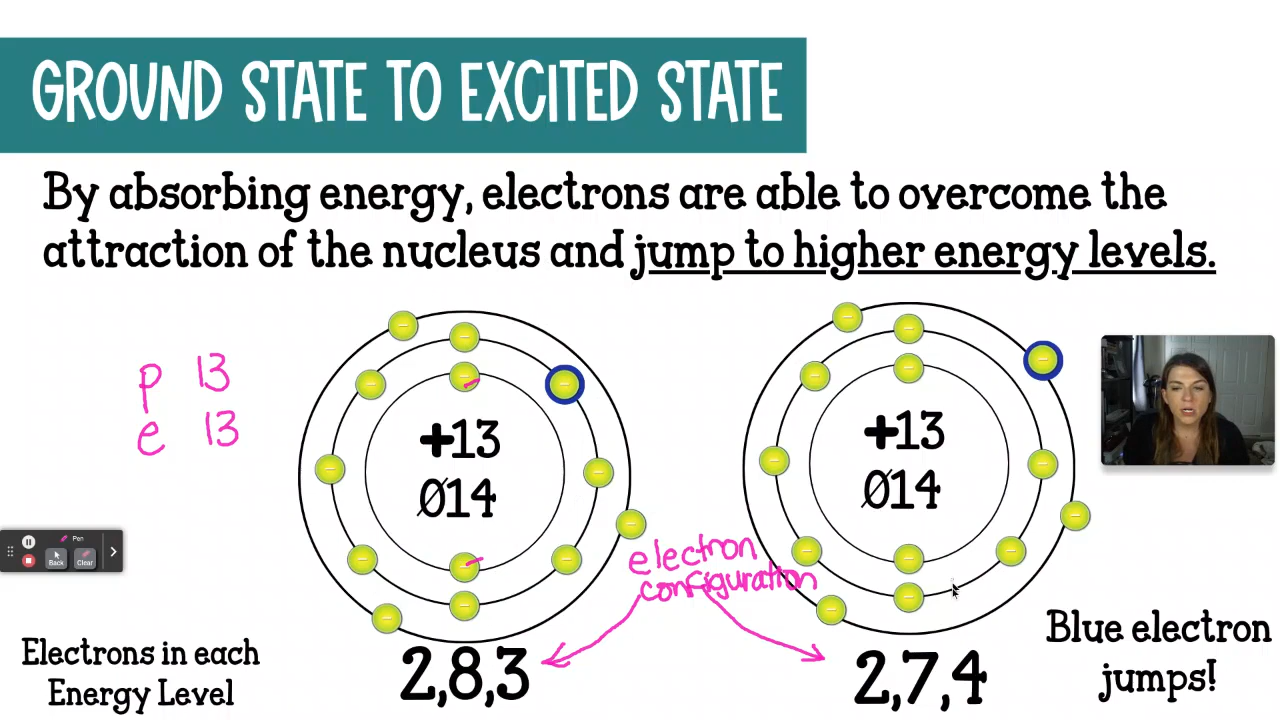 GROUND STATE TO EXCITED STATE
By absorbing energy, electrons are able to overcome the
attraction of the nucleus and jump to higher energy levels.
p 13
e 13
+13
Ø14
+13
Ø14
electron
configuration
Pen
Back Clear
Electrons in each
Energy Level
2,8,3
2,7,4
Blue electron
jumps!